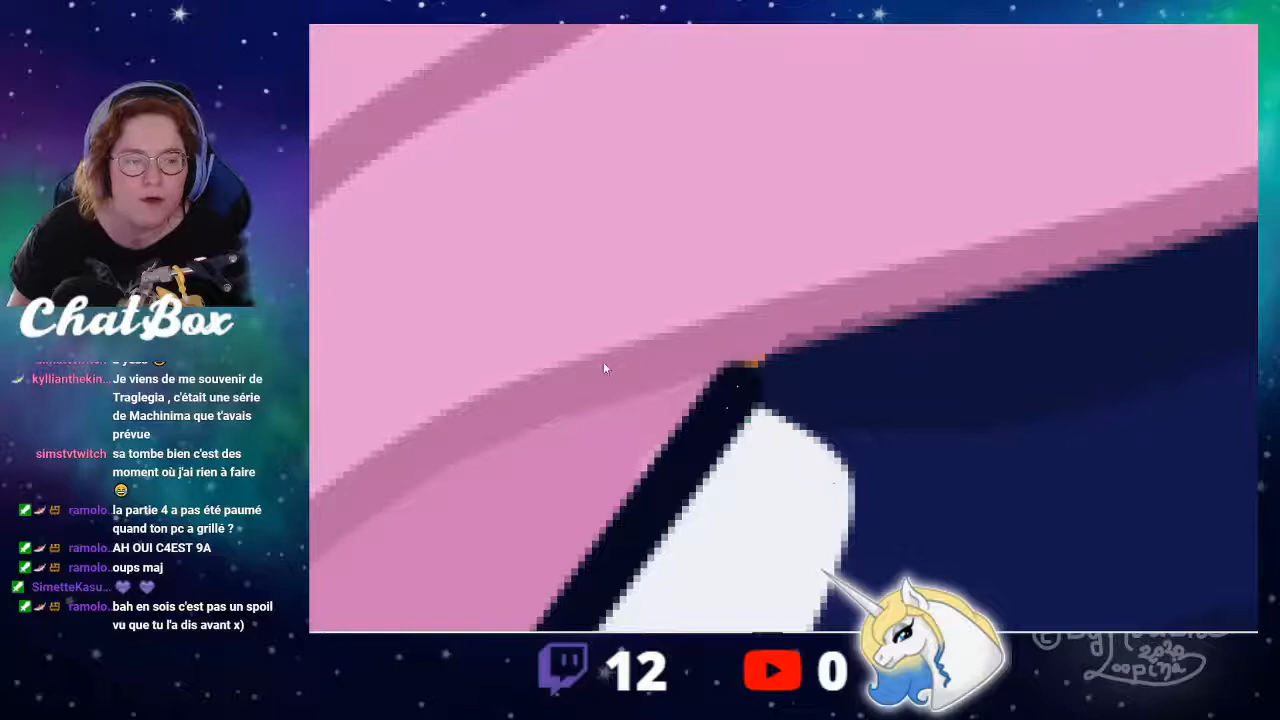 ChatBox
kyllianthekin... Je viens de me souvenir de
Traglegia , c'était une série
de Machinima que t'avais
prévue
simstvtwitch sa tombe bien c'est des
moment où j'ai rien à faire
ramolo.. la partie 4 a pas été paumé
quand ton pc a grillé ?
ramolo.. AH OUI C4EST 9A
ramolo.. oups maj
SimetteKasu...
ramolo.. bah en sois c'est pas un spoil
vu que tu l'a dis avant x)
12
0
2020
Loopina